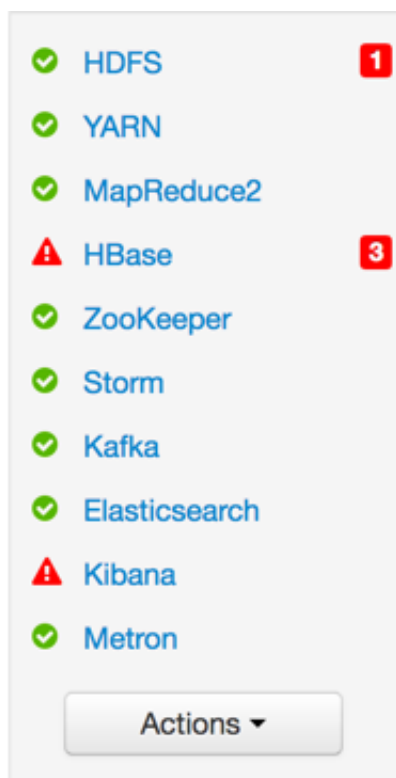 HDFS 1
YARN
MapReduce2
HBase 3
ZooKeeper
Storm
Kafka
Elasticsearch
Kibana
Metron
Actions